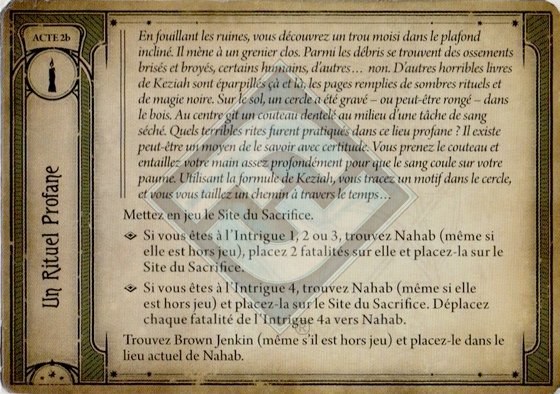 ACTE 2b
Un Rituel Profane
En fouillant les ruines, vous découvrez un trou moisi dans le plafond
incliné. Il mène à un grenier clos. Parmi les débris se trouvent des ossements
brisés et broyés, certains humains, d'autres… non. D'autres horribles livres
de Keziah sont éparpillés çà et là, les pages remplies de sombres rituels et
de magie noire. Sur le sol, un cercle a été gravé – ou peut-être rongé – dans
le bois. Au centre gît un couteau dentelé au milieu d'une tâche de sang
séché. Quels terribles rites furent pratiqués dans ce lieu profane ? Il existe
peut-être un moyen de le savoir avec certitude. Vous prenez le couteau et
entaillez votre main assez profondément pour que le sang coule sur votre
paume. Utilisant la formule de Keziah, vous tracez un motif dans le cercle,
et vous vous taillez un chemin à travers le temps…
Mettez en jeu le Site du Sacrifice.
Si vous êtes à l'Intrigue 1, 2 ou 3, trouvez Nahab (même si
elle est hors jeu), placez 2 fatalités sur elle et placez-la sur le
Site du Sacrifice.
Si vous êtes à l'Intrigue 4, trouvez Nahab (même si elle
est hors jeu) et placez-la sur le Site du Sacrifice. Déplacez
chaque fatalité de l'Intrigue 4a vers Nahab.
Trouvez Brown Jenkin (même s'il est hors jeu) et placez-le dans le
lieu actuel de Nahab.